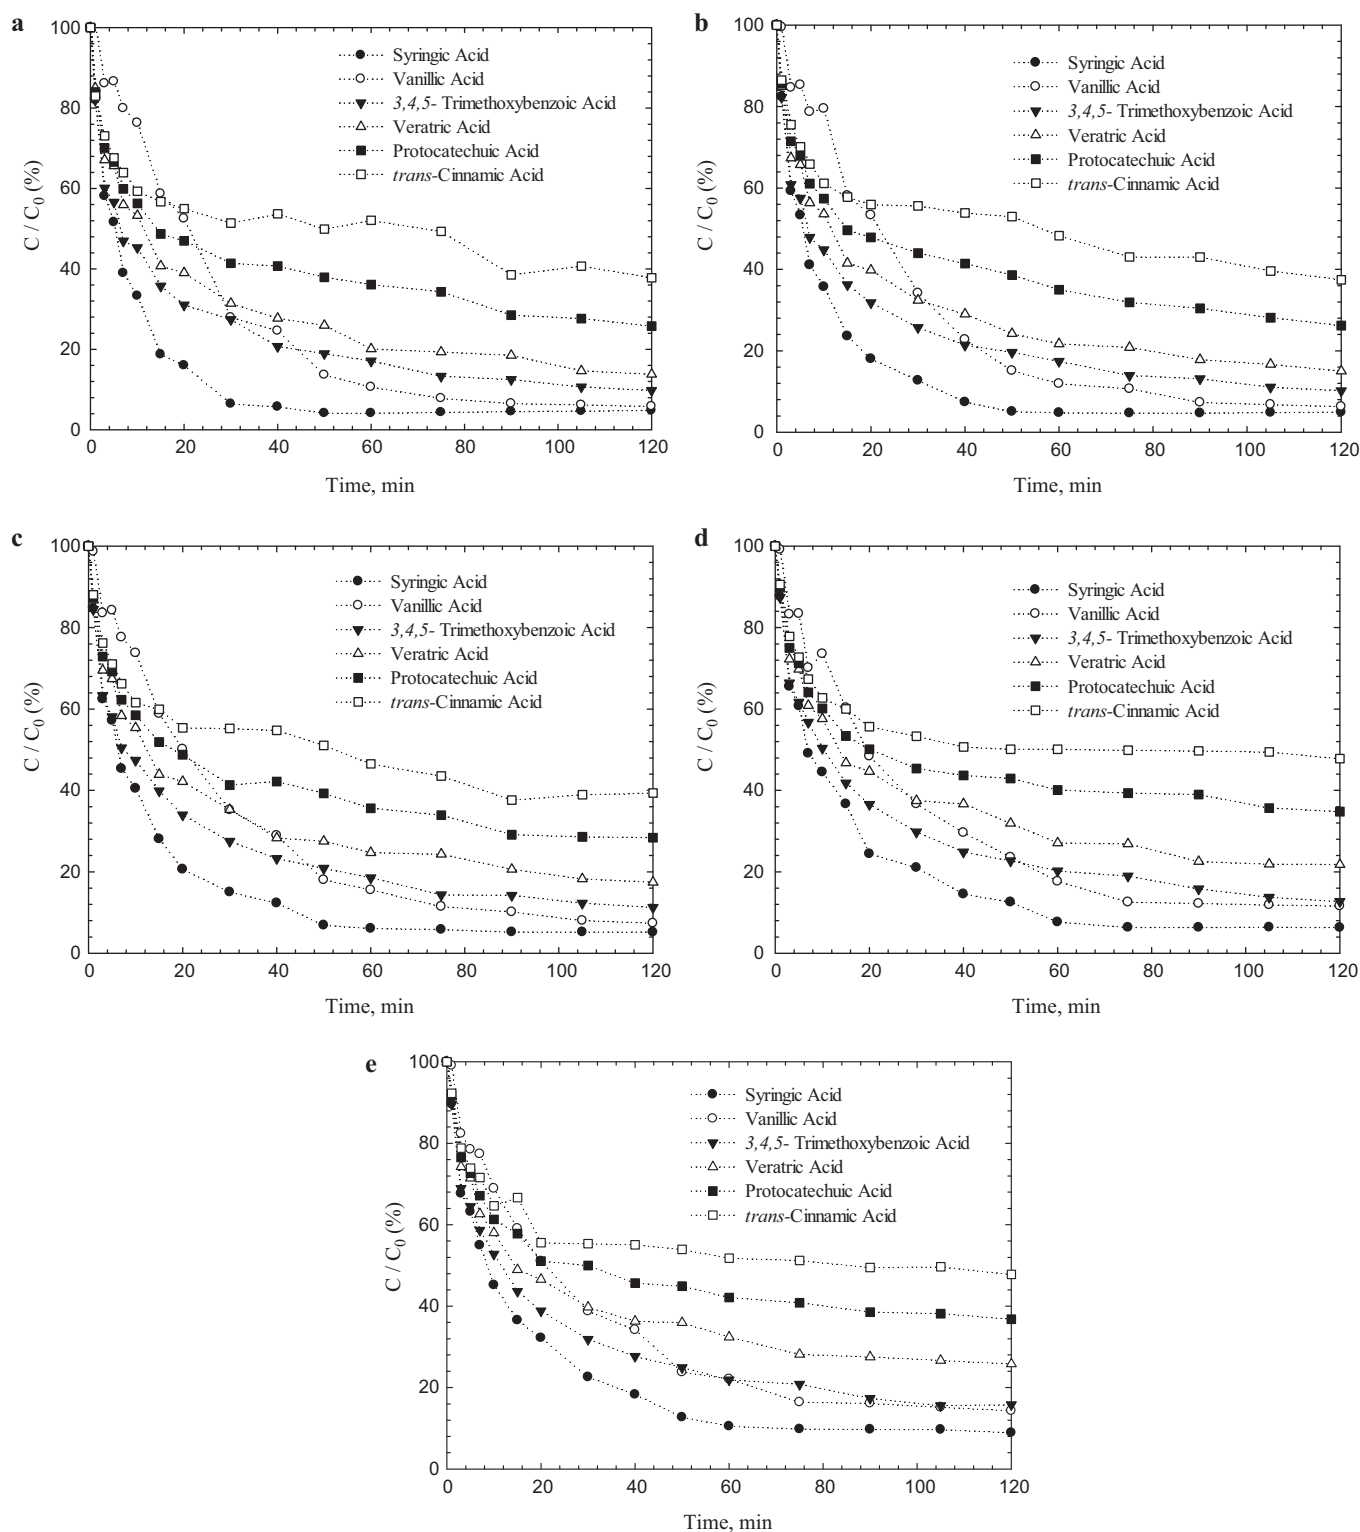 a
100
80
60
40
20
0
C / C0 (%)
Syringic Acid
Vanillic Acid
3,4,5- Trimethoxybenzoic Acid
Veratric Acid
Protocatechuic Acid
trans-Cinnamic Acid
0 20 40 60 80 100 120
Time, min
b
100
80
60
40
20
0
C / C0 (%)
Syringic Acid
Vanillic Acid
3,4,5- Trimethoxybenzoic Acid
Veratric Acid
Protocatechuic Acid
trans-Cinnamic Acid
0 20 40 60 80 100 120
Time, min
c
100
80
60
40
20
0
C / C0 (%)
Syringic Acid
Vanillic Acid
3,4,5- Trimethoxybenzoic Acid
Veratric Acid
Protocatechuic Acid
trans-Cinnamic Acid
0 20 40 60 80 100 120
Time, min
d
100
80
60
40
20
0
C / C0 (%)
Syringic Acid
Vanillic Acid
3,4,5- Trimethoxybenzoic Acid
Veratric Acid
Protocatechuic Acid
trans-Cinnamic Acid
0 20 40 60 80 100 120
Time, min
e
100
80
60
40
20
0
C / C0 (%)
Syringic Acid
Vanillic Acid
3,4,5- Trimethoxybenzoic Acid
Veratric Acid
Protocatechuic Acid
trans-Cinnamic Acid
0 20 40 60 80 100 120
Time, min